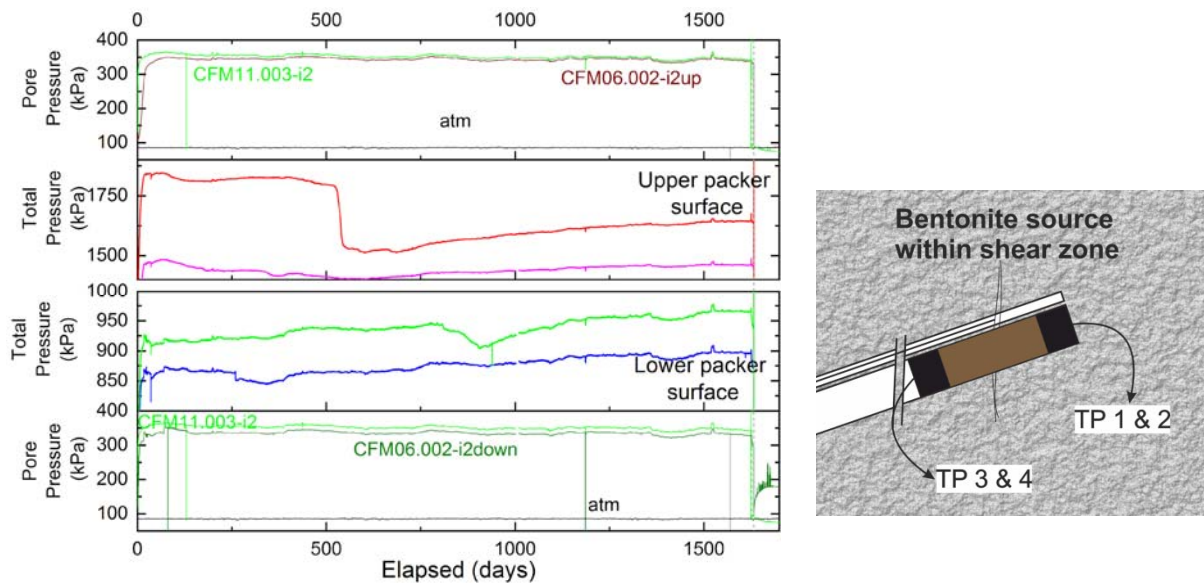 0 500 1000 1500
400
300
200
100
Pore
Pressure
(kPa)
CFM11.003-i2
CFM06.002-i2up
atm
1750
1500
Total
Pressure
(kPa)
Upper packer
surface
1000
950
900
850
400
Total
Pressure
(kPa)
Lower packer
surface
300
200
100
Pore
Pressure
(kPa)
CFM11.003-i2
CFM06.002-i2down
atm
0 500 1000 1500
Elapsed (days)
Bentonite source
within shear zone
TP 1 & 2
TP 3 & 4